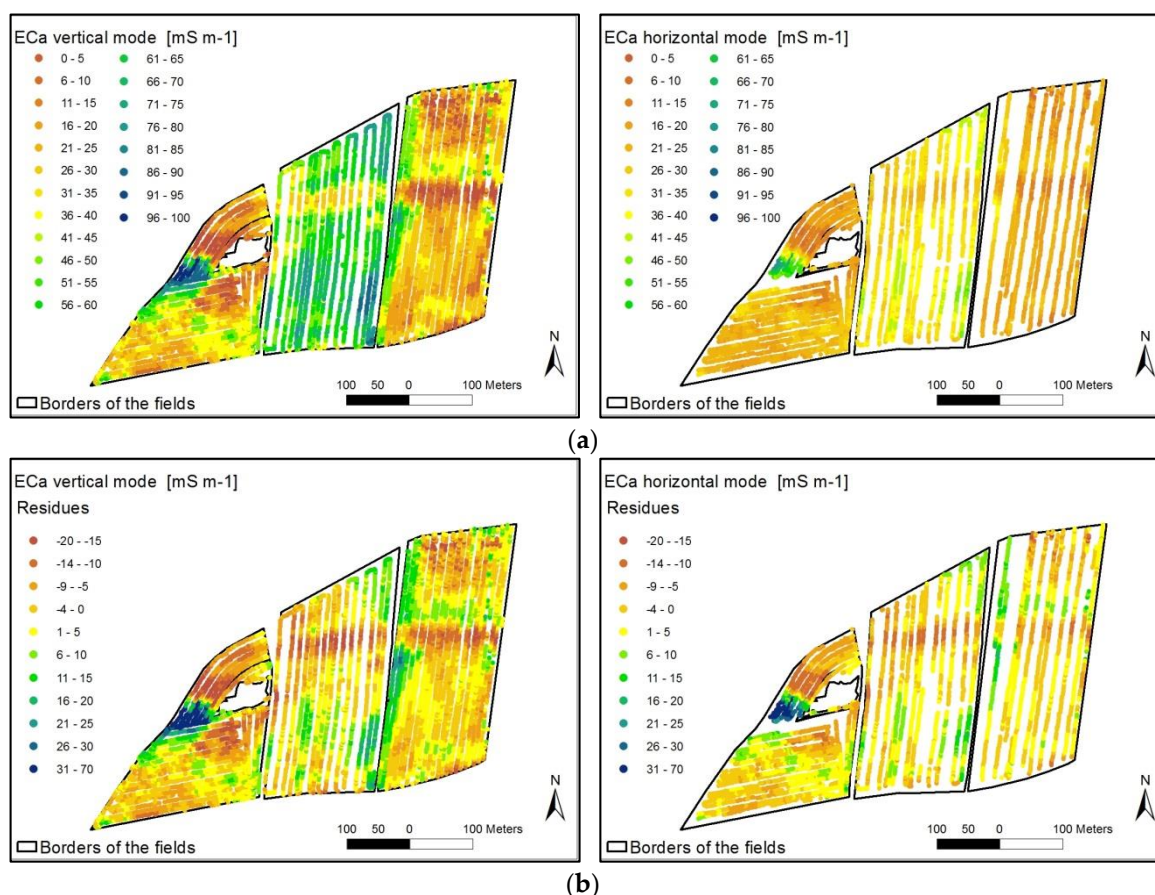 ECa vertical mode [mS m-1]
0 - 5
6 - 10
11 - 15
16 - 20
21 - 25
26 - 30
31 - 35
36 - 40
41 - 45
46 - 50
51 - 55
56 - 60
61 - 65
66 - 70
71 - 75
76 - 80
81 - 85
86 - 90
91 - 95
96 - 100
N
100 50 0 100 Meters
Borders of the fields
ECa horizontal mode [mS m-1]
0 - 5
6 - 10
11 - 15
16 - 20
21 - 25
26 - 30
31 - 35
36 - 40
41 - 45
46 - 50
51 - 55
56 - 60
61 - 65
66 - 70
71 - 75
76 - 80
81 - 85
86 - 90
91 - 95
96 - 100
N
100 50 0 100 Meters
Borders of the fields
(a)
ECa vertical mode [mS m-1]
Residues
-20 - -15
-14 - -10
-9 - -5
-4 - 0
1 - 5
6 - 10
11 - 15
16 - 20
21 - 25
26 - 30
31 - 70
N
100 50 0 100 Meters
Borders of the fields
ECa horizontal mode [mS m-1]
Residues
-20 - -15
-14 - -10
-9 - -5
-4 - 0
1 - 5
6 - 10
11 - 15
16 - 20
21 - 25
26 - 30
31 - 70
N
100 50 0 100 Meters
Borders of the fields
(b)